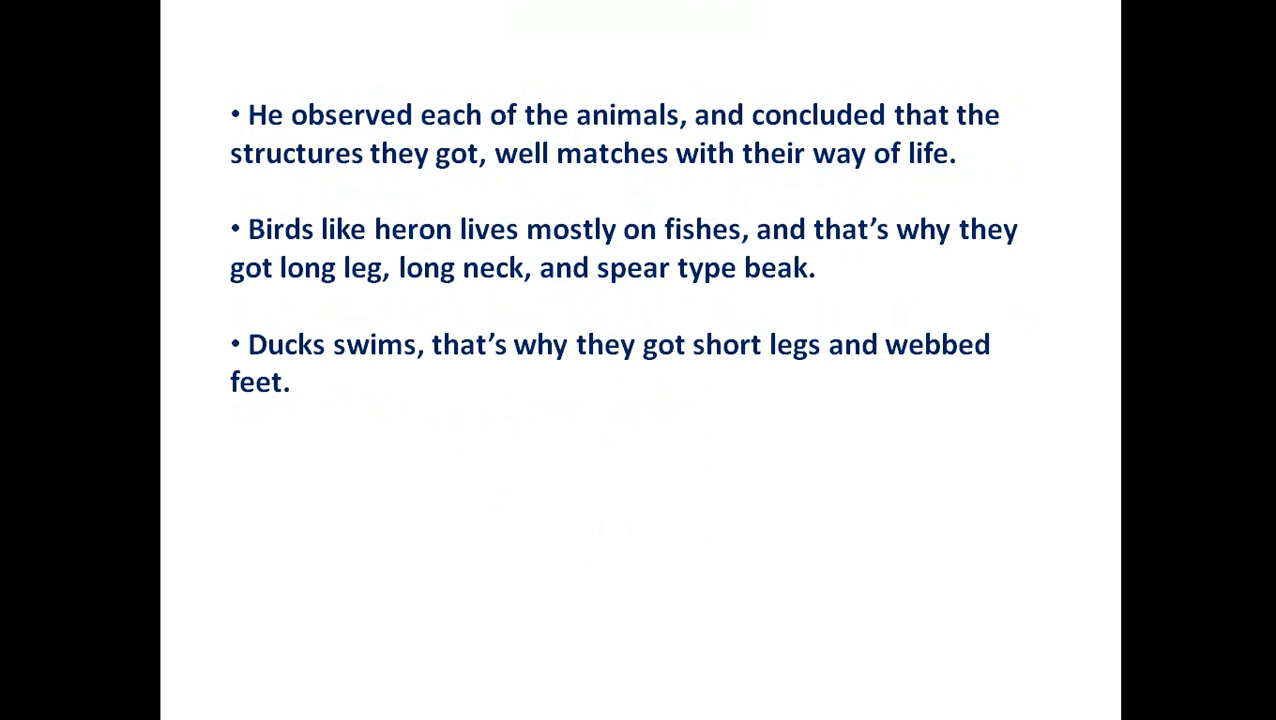 • He observed each of the animals, and concluded that the
structures they got, well matches with their way of life.
• Birds like heron lives mostly on fishes, and that’s why they
got long leg, long neck, and spear type beak.
• Ducks swims, that’s why they got short legs and webbed
feet.